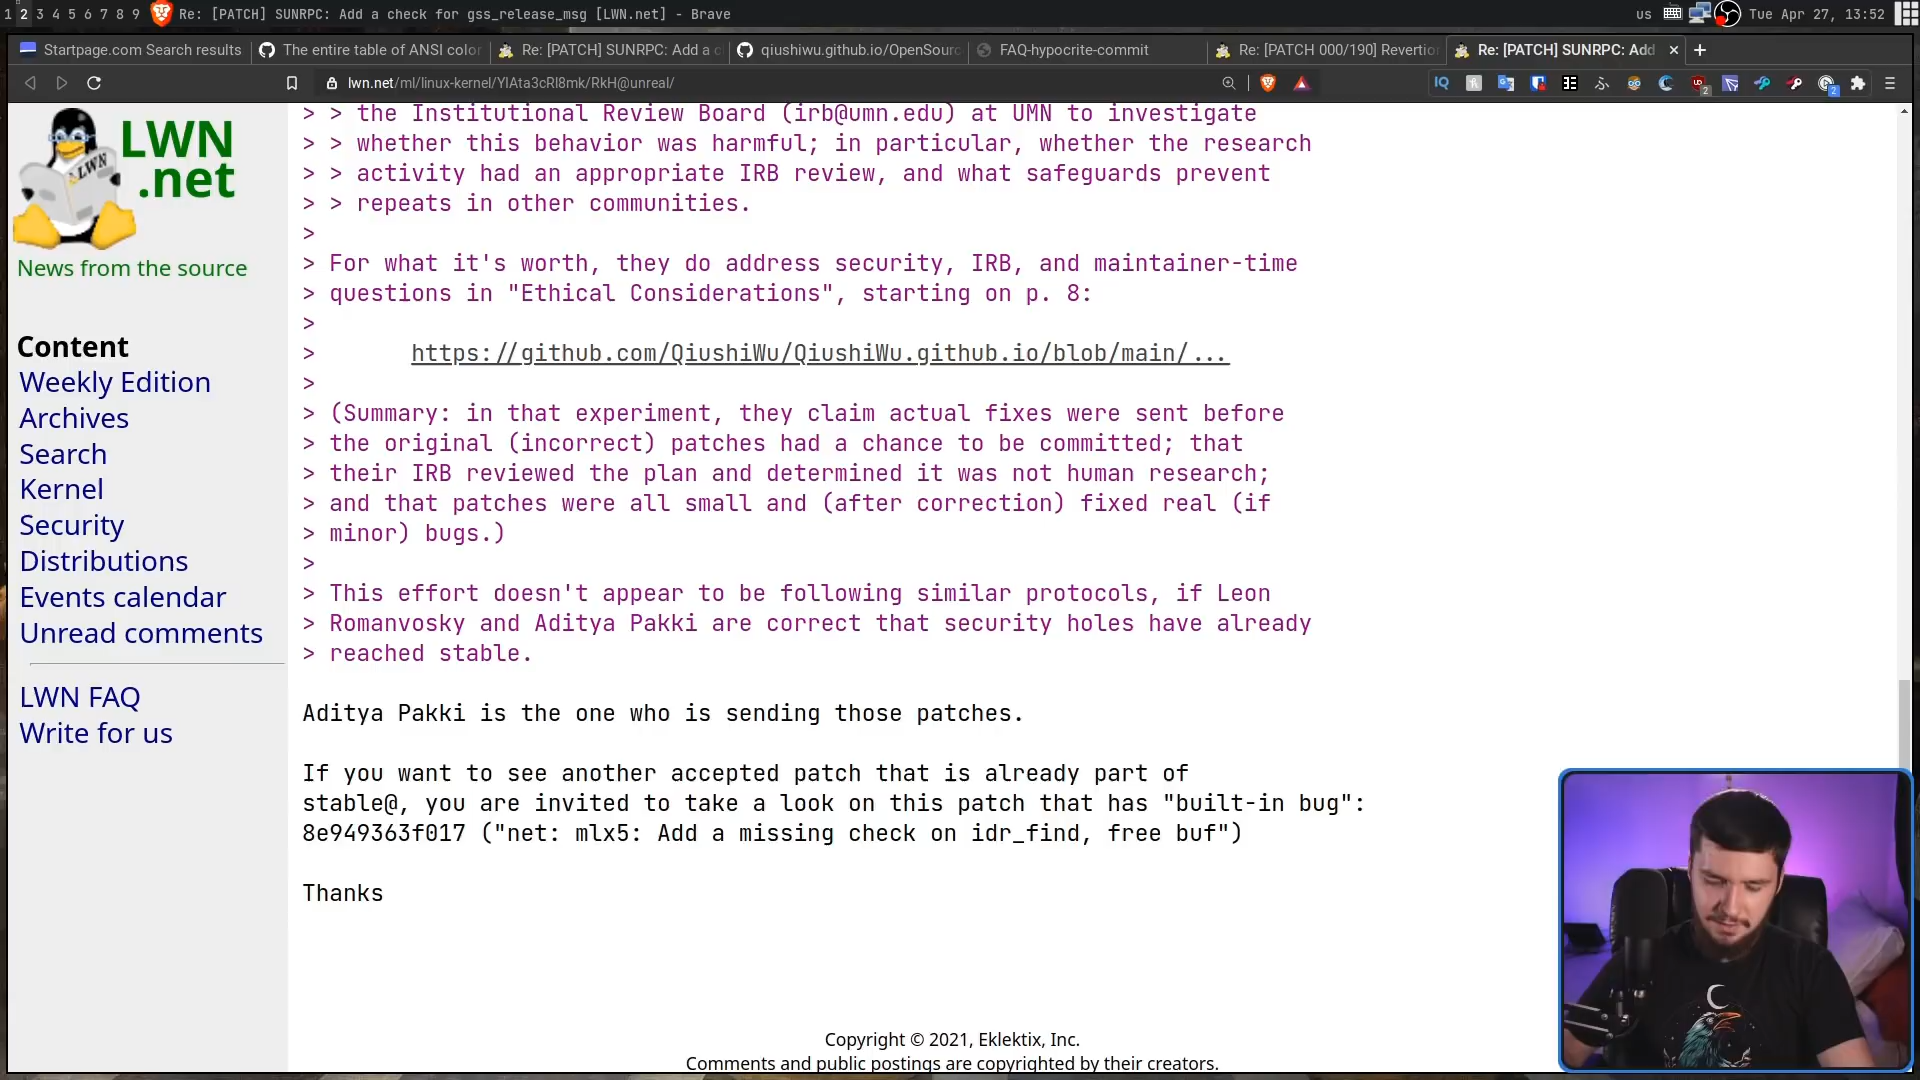 1 2 3 4 5 6 7 8 9 Re: [PATCH] SUNRPC: Add a check for gss_release_msg [LWN.net] - Brave
us Tue Apr 27, 13:52
Startpage.com Search results
The entire table of ANSI color
Re: [PATCH] SUNRPC: Add a c
qiushiwu.github.io/OpenSourc
FAQ-hypocrite-commit
Re: [PATCH 000/190] Revertion
Re: [PATCH] SUNRPC: Add
lwn.net/ml/linux-kernel/YIAta3cRl8mk/RkH@unreal/
LWN
.net
LWN
News from the source
Content
Weekly Edition
Archives
Search
Kernel
Security
Distributions
Events calendar
Unread comments
LWN FAQ
Write for us
> > the Institutional Review Board (irb@umn.edu) at UMN to investigate
> > whether this behavior was harmful; in particular, whether the research
> > activity had an appropriate IRB review, and what safeguards prevent
> > repeats in other communities.
>
> For what it's worth, they do address security, IRB, and maintainer-time
> questions in "Ethical Considerations", starting on p. 8:
>
> https://github.com/QiushiWu/QiushiWu.github.io/blob/main/...
>
> (Summary: in that experiment, they claim actual fixes were sent before
> the original (incorrect) patches had a chance to be committed; that
> their IRB reviewed the plan and determined it was not human research;
> and that patches were all small and (after correction) fixed real (if
> minor) bugs.)
>
> This effort doesn't appear to be following similar protocols, if Leon
> Romanvosky and Aditya Pakki are correct that security holes have already
> reached stable.
Aditya Pakki is the one who is sending those patches.
If you want to see another accepted patch that is already part of
stable@, you are invited to take a look on this patch that has "built-in bug":
8e949363f017 ("net: mlx5: Add a missing check on idr_find, free buf")
Thanks
Copyright © 2021, Eklektix, Inc.
Comments and public postings are copyrighted by their creators.